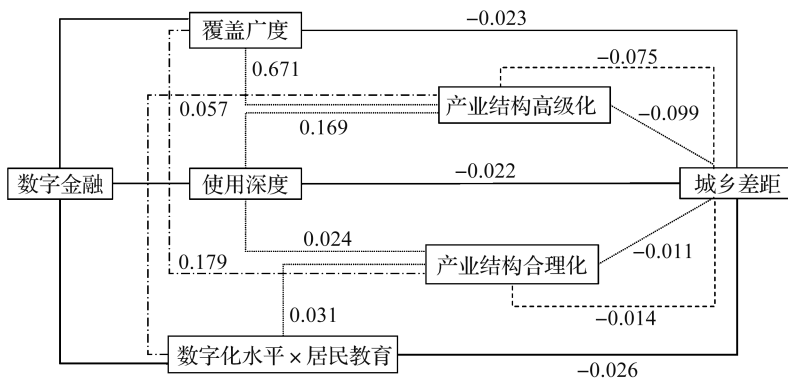 覆盖广度
-0.023
-0.075
0.671
0.057
产业结构高级化
-0.099
0.169
数字金融
使用深度
-0.022
城乡差距
0.024
0.179
产业结构合理化
-0.011
0.031
-0.014
数字化水平×居民教育
-0.026